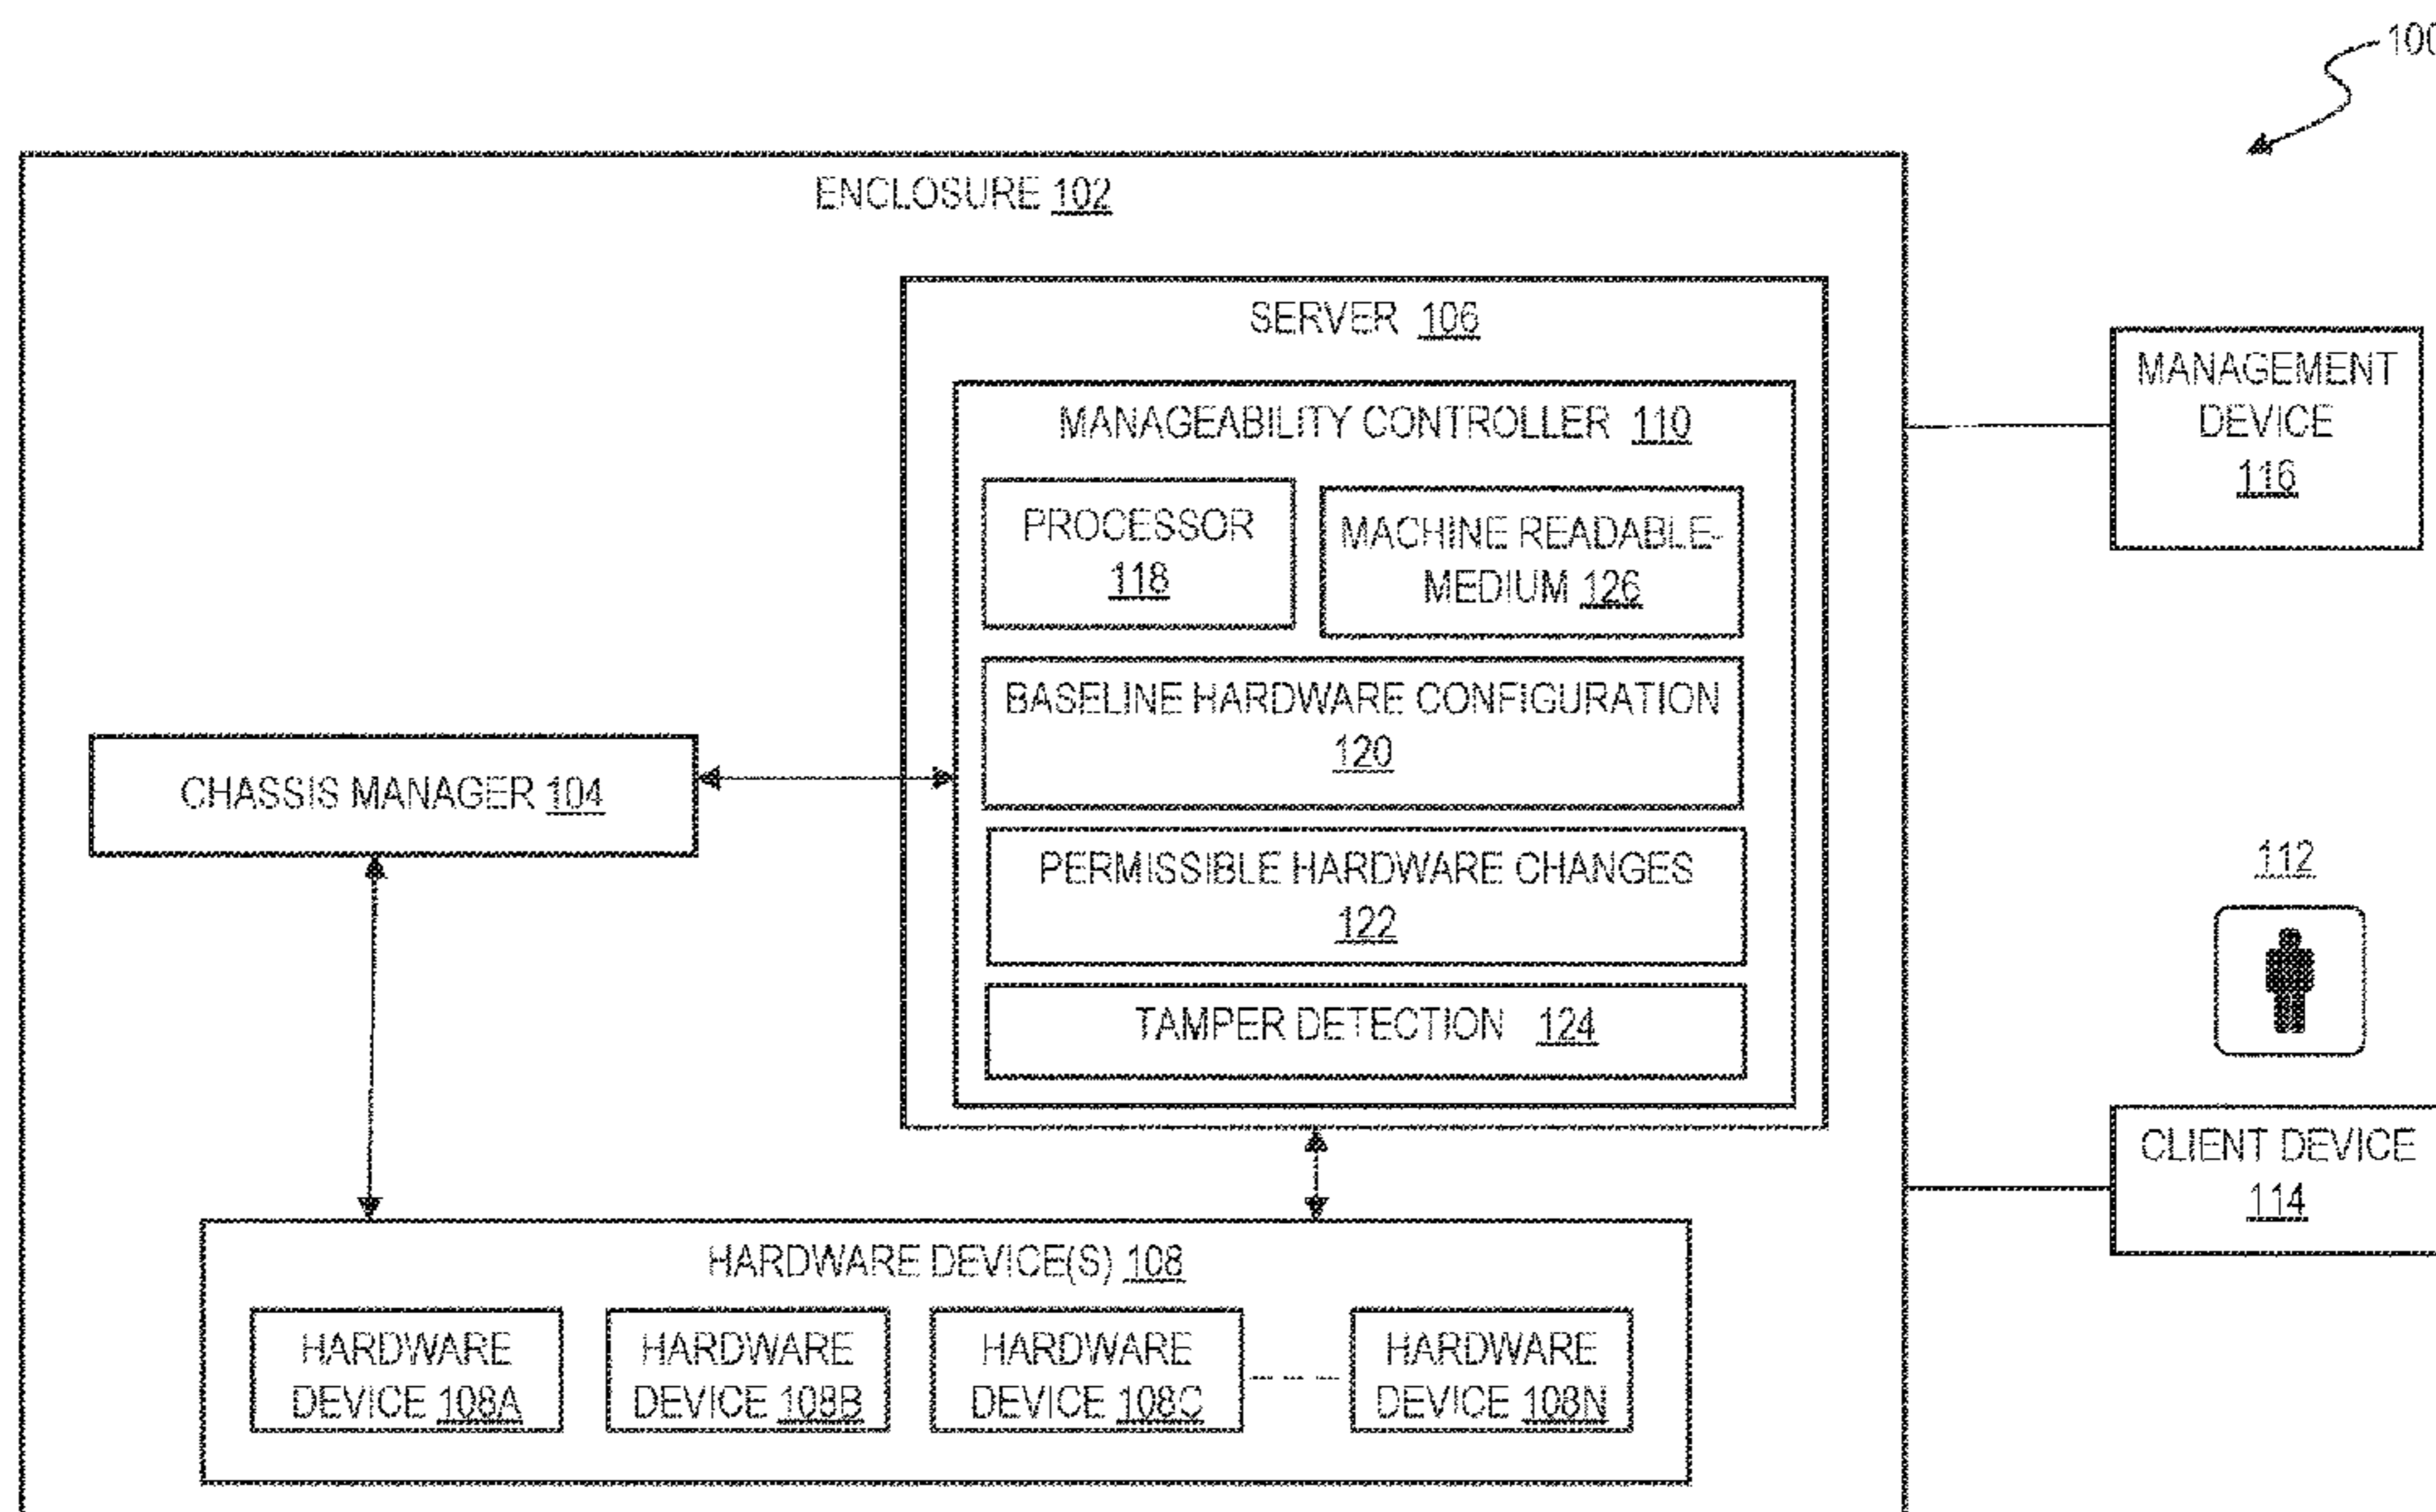 100
ENCLOSURE 102
SERVER 106
MANAGEABILITY CONTROLLER 110
PROCESSOR
118
MACHINE READABLE-
MEDIUM 126
BASELINE HARDWARE CONFIGURATION
120
PERMISSIBLE HARDWARE CHANGES
122
TAMPER DETECTION 124
CHASSIS MANAGER 104
MANAGEMENT
DEVICE
116
112
CLIENT DEVICE
114
HARDWARE DEVICE(S) 108
HARDWARE
DEVICE 108A
HARDWARE
DEVICE 108B
HARDWARE
DEVICE 108C
HARDWARE
DEVICE 108N